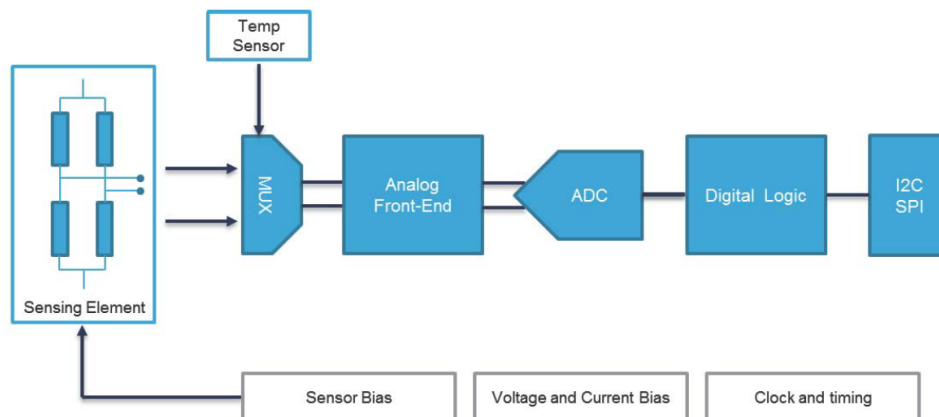 Temp
Sensor
MUX
Analog
Front-End
ADC
Digital Logic
I2C
SPI
Sensing Element
Sensor Bias
Voltage and Current Bias
Clock and timing